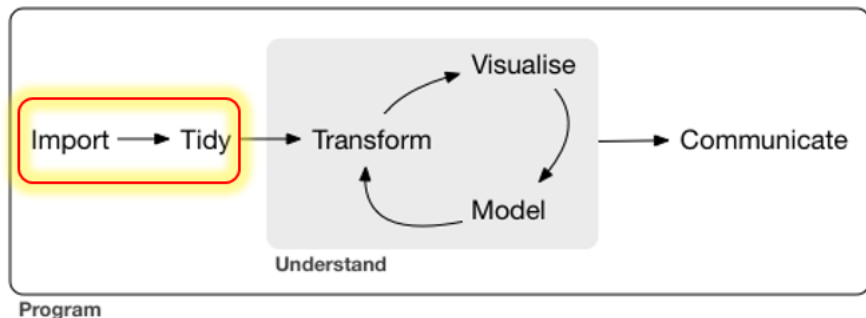 Visualise
Import Tidy Transform Communicate
Model
Understand
Program